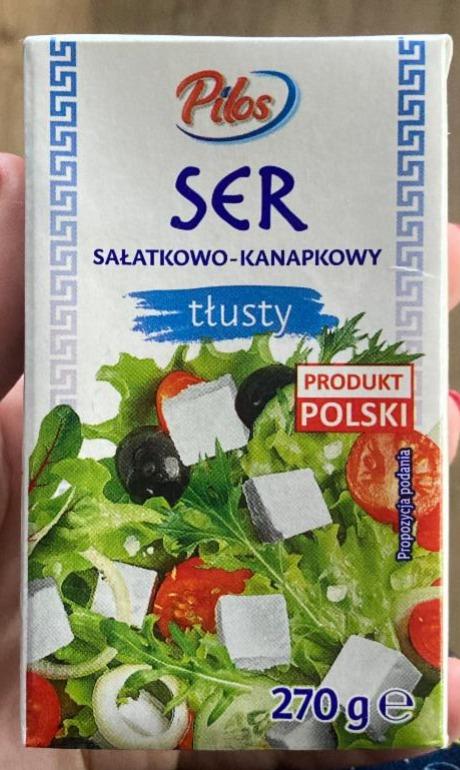 Pilos
SER
SAŁATKOWO-KANAPKOWY
tłusty
PRODUKT
POLSKI
Propozycja podania
270 g e